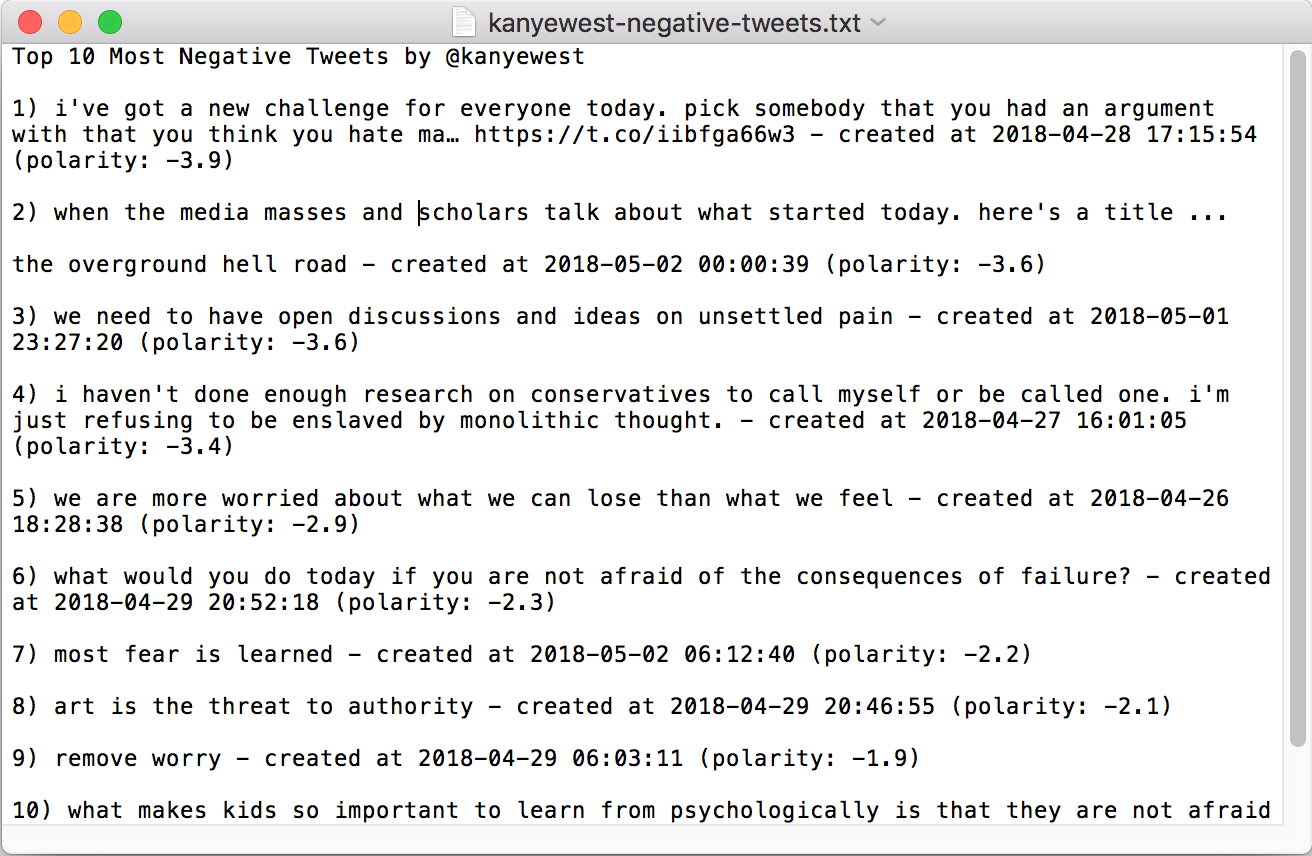 kanyewest-negative-tweets.txt
Top 10 Most Negative Tweets by @kanyewest
1) i've got a new challenge for everyone today. pick somebody that you had an argument
with that you think you hate ma… https://t.co/iibfga66w3 – created at 2018-04-28 17:15:54
(polarity: -3.9)
2) when the media masses and scholars talk about what started today. here's a title ...
the overground hell road – created at 2018-05-02 00:00:39 (polarity: -3.6)
3) we need to have open discussions and ideas on unsettled pain – created at 2018-05-01
23:27:20 (polarity: -3.6)
4) i haven't done enough research on conservatives to call myself or be called one. i'm
just refusing to be enslaved by monolithic thought. – created at 2018-04-27 16:01:05
(polarity: -3.4)
5) we are more worried about what we can lose than what we feel – created at 2018-04-26
18:28:38 (polarity: -2.9)
6) what would you do today if you are not afraid of the consequences of failure? – created
at 2018-04-29 20:52:18 (polarity: -2.3)
7) most fear is learned – created at 2018-05-02 06:12:40 (polarity: -2.2)
8) art is the threat to authority – created at 2018-04-29 20:46:55 (polarity: -2.1)
9) remove worry – created at 2018-04-29 06:03:11 (polarity: -1.9)
10) what makes kids so important to learn from psychologically is that they are not afraid